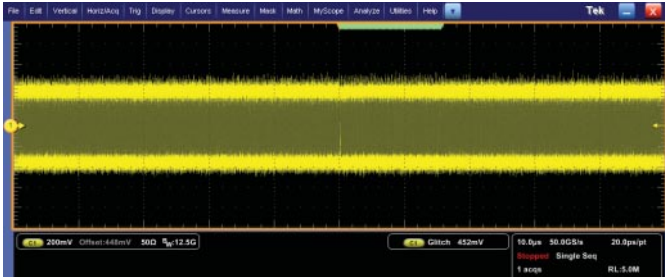 File Edit Vertical Horiz/Acq Trig Display Cursors Measure Mask Math MyScope Analyze Utilities Help Tek
1
C1 200mV Offset:448mV 50Ω BW:12.5G C1 Glitch 452mV 10.0µs 50.0GS/s 20.0ps/pt
Stopped Single Seq
1 acqs RL:5.0M